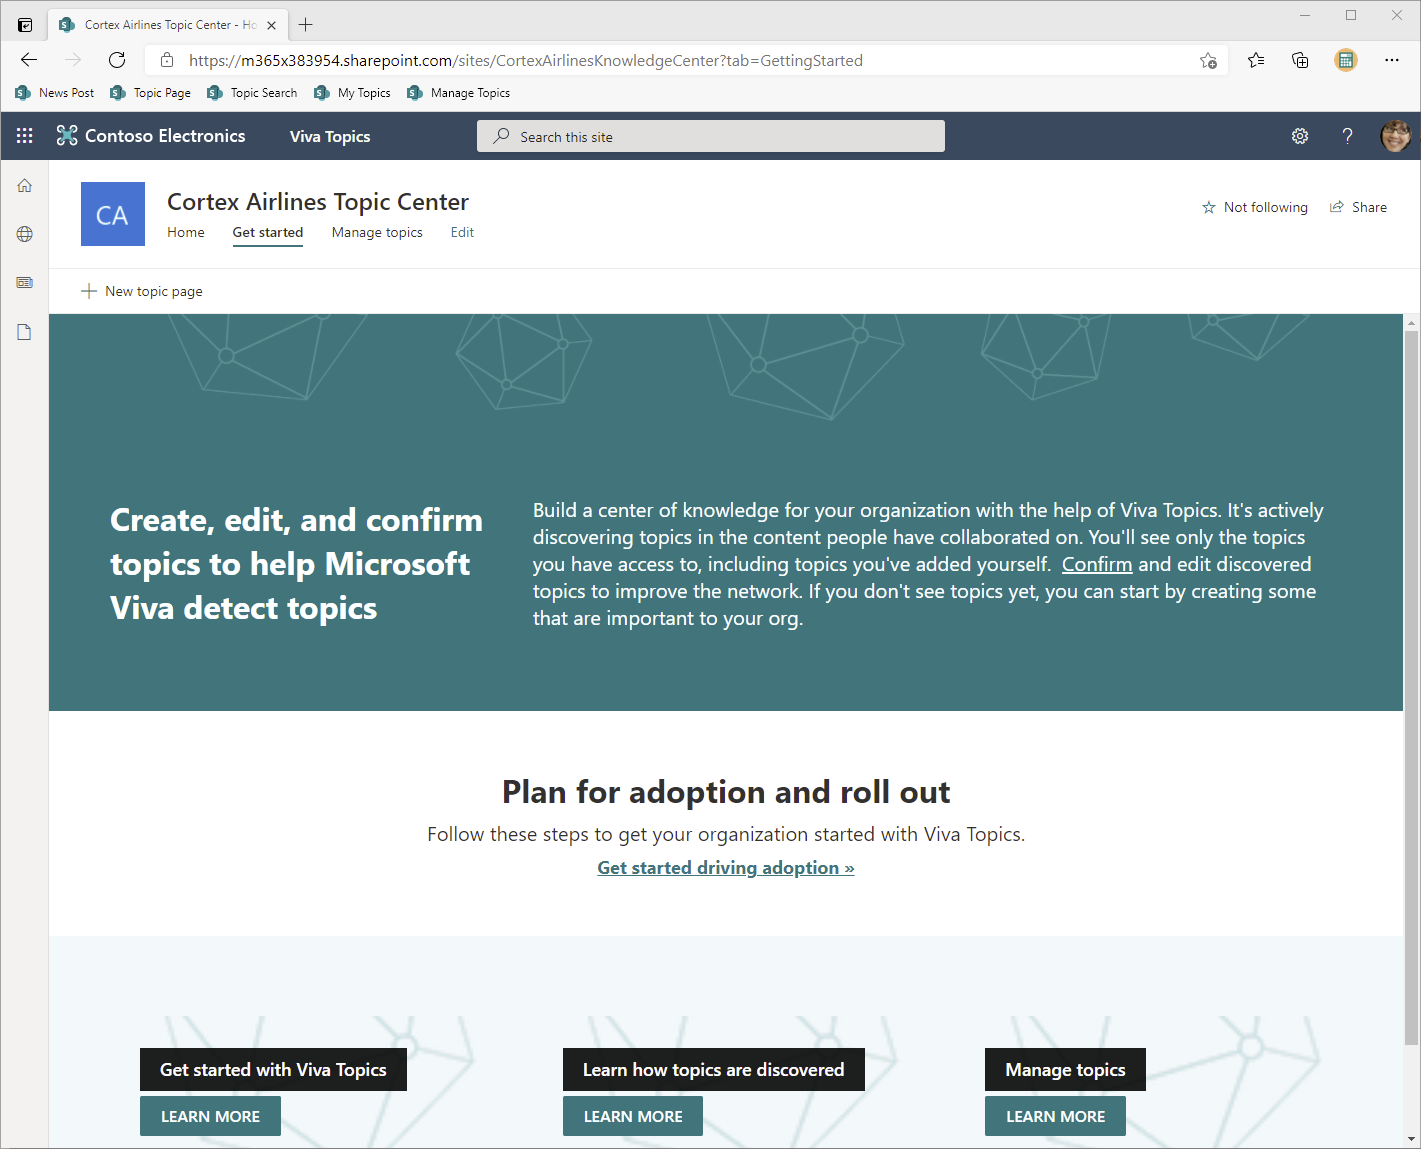 Cortex Airlines Topic Center - Ho
https://m365x383954.sharepoint.com/sites/CortexAirlinesKnowledgeCenter?tab=GettingStarted
News Post Topic Page Topic Search My Topics Manage Topics
Contoso Electronics Viva Topics Search this site ?
CA
Cortex Airlines Topic Center
Home Get started Manage topics Edit
Not following Share
New topic page
Create, edit, and confirm
topics to help Microsoft
Viva detect topics
Build a center of knowledge for your organization with the help of Viva Topics. It's actively
discovering topics in the content people have collaborated on. You'll see only the topics
you have access to, including topics you've added yourself. Confirm and edit discovered
topics to improve the network. If you don't see topics yet, you can start by creating some
that are important to your org.
Plan for adoption and roll out
Follow these steps to get your organization started with Viva Topics.
Get started driving adoption »
Get started with Viva Topics
LEARN MORE
Learn how topics are discovered
LEARN MORE
Manage topics
LEARN MORE